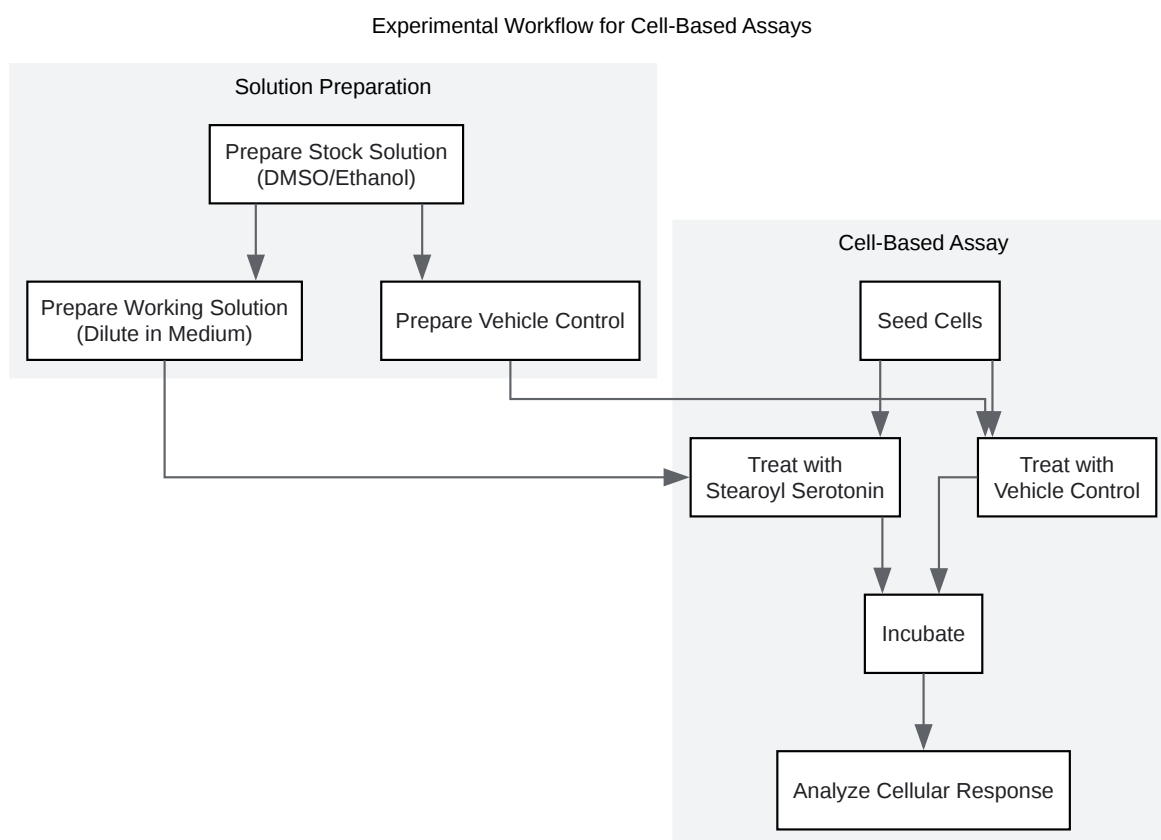 Experimental Workflow for Cell-Based Assays
Solution Preparation
Prepare Stock Solution
(DMSO/Ethanol)
Prepare Working Solution
(Dilute in Medium)
Prepare Vehicle Control
Cell-Based Assay
Seed Cells
Treat with
Stearoyl Serotonin
Treat with
Vehicle Control
Incubate
Analyze Cellular Response